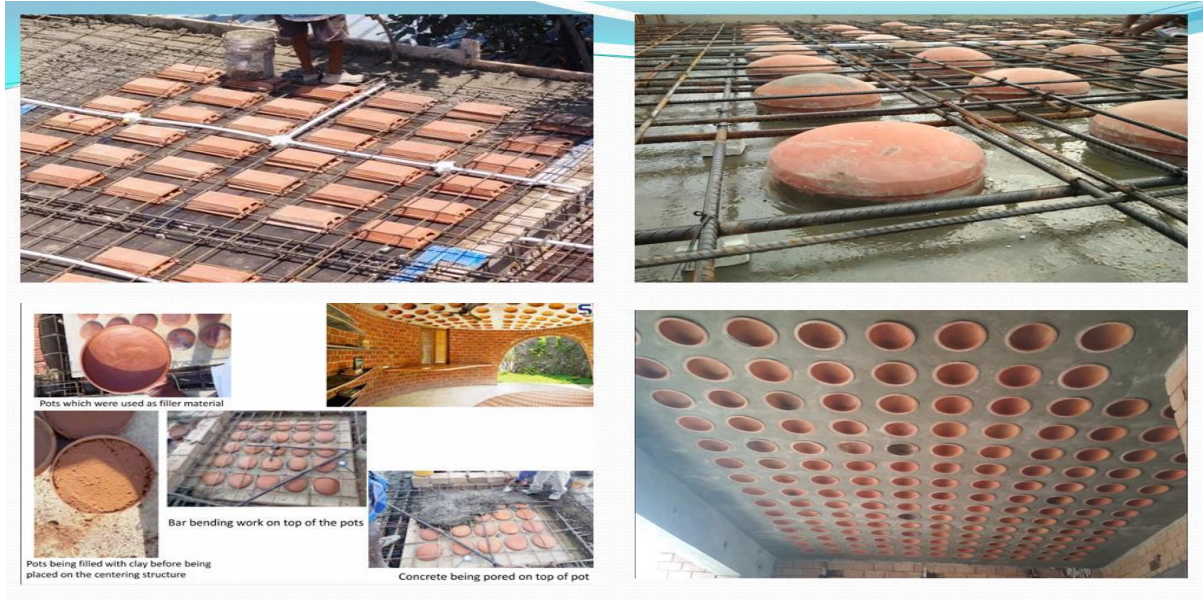 S
Pots which were used as filler material
Bar bending work on top of the pots
Pots being filled with clay before being
placed on the centering structure
Concrete being pored on top of pot